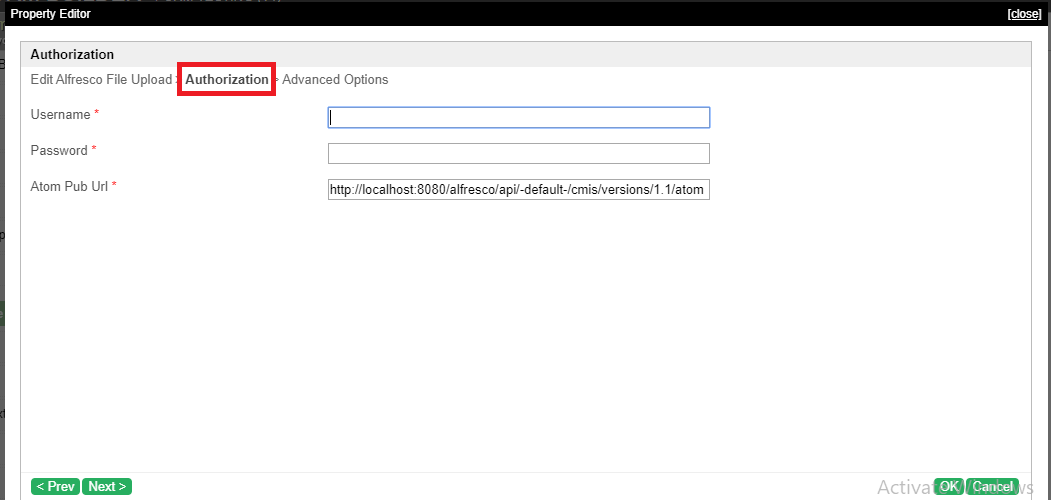 Property Editor [close]
Authorization
Edit Alfresco File Upload > Authorization > Advanced Options
Username *
Password *
Atom Pub Url * http://localhost:8080/alfresco/api/-default-/cmis/versions/1.1/atom
< Prev Next > OK Cancel
Activate Windows